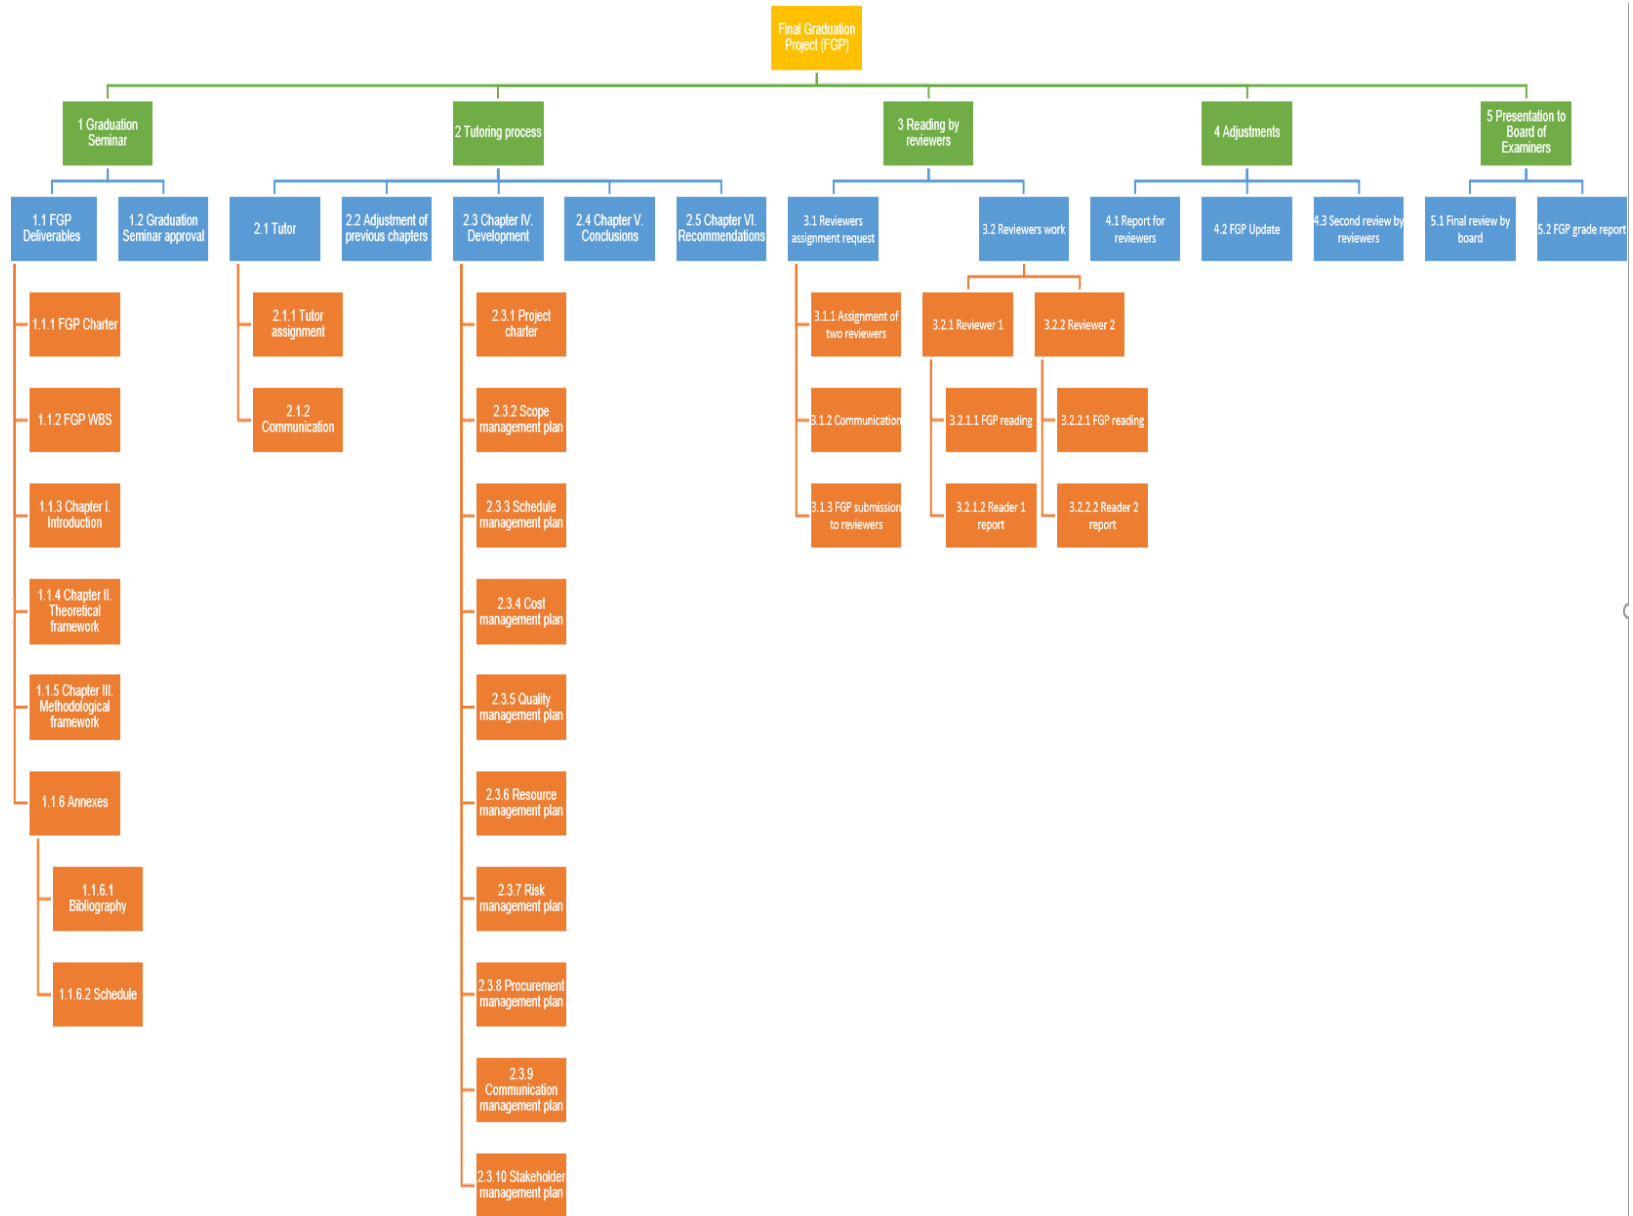 Final Graduation
Project (FGP)
1 Graduation
Seminar
2 Tutoring process
3 Reading by
reviewers
4 Adjustments
5 Presentation to
Board of
Examiners
1.1 FGP
Deliverables
1.2 Graduation
Seminar approval
2.1 Tutor
2.2 Adjustment of
previous chapters
2.3 Chapter IV.
Development
2.4 Chapter V.
Conclusions
2.5 Chapter VI.
Recommendations
3.1 Reviewers
assignment request
3.2 Reviewers work
4.1 Report for
reviewers
4.2 FGP Update
4.3 Second review by
reviewers
5.1 Final review by
board
5.2 FGP grade report
1.1.1 FGP Charter
2.1.1 Tutor
assignment
2.3.1 Project
charter
3.1.1 Assignment of
two reviewers
3.2.1 Reviewer 1
3.2.2 Reviewer 2
1.1.2 FGP WBS
2.1.2
Communication
2.3.2 Scope
management plan
3.1.2 Communication
3.2.1.1 FGP reading
3.2.2.1 FGP reading
1.1.3 Chapter I.
Introduction
2.3.3 Schedule
management plan
3.1.3 FGP submission
to reviewers
3.2.1.2 Reader 1
report
3.2.2.2 Reader 2
report
1.1.4 Chapter II.
Theoretical
framework
2.3.4 Cost
management plan
1.1.5 Chapter III.
Methodological
framework
2.3.5 Quality
management plan
1.1.6 Annexes
2.3.6 Resource
management plan
1.1.6.1
Bibliography
2.3.7 Risk
management plan
1.1.6.2 Schedule
2.3.8 Procurement
management plan
2.3.9
Communication
management plan
2.3.10 Stakeholder
management plan